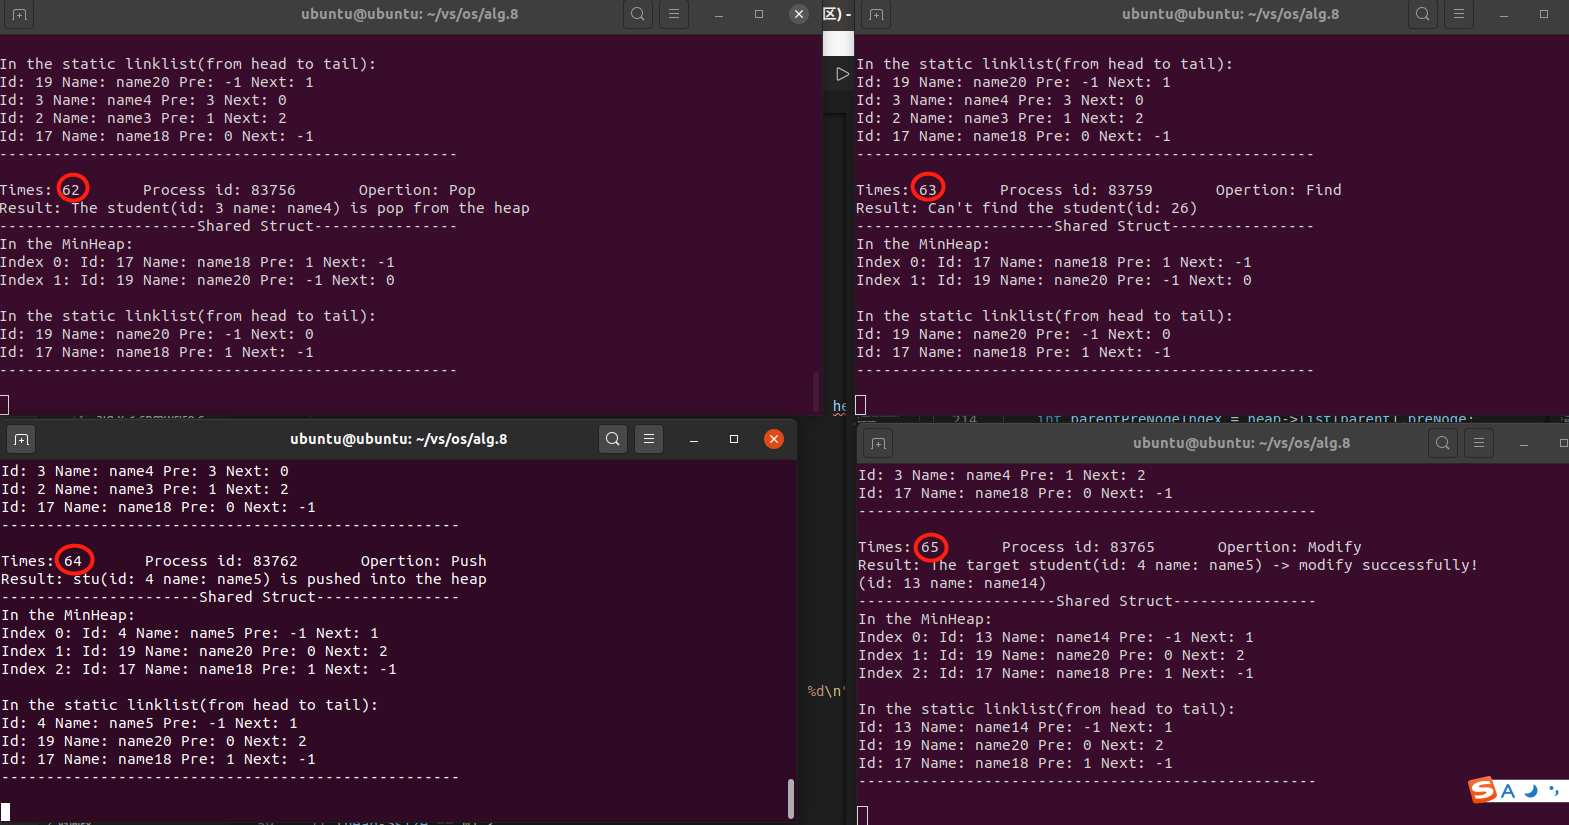 ubuntu@ubuntu: ~/vs/os/alg.8
In the static linklist(from head to tail):
Id: 19 Name: name20 Pre: -1 Next: 1
Id: 3 Name: name4 Pre: 3 Next: 0
Id: 2 Name: name3 Pre: 1 Next: 2
Id: 17 Name: name18 Pre: 0 Next: -1
---------------------------------------------------
Times: 62       Process id: 83756       Opertion: Pop
Result: The student(id: 3 name: name4) is pop from the heap
----------------------Shared Struct----------------
In the MinHeap:
Index 0: Id: 17 Name: name18 Pre: 1 Next: -1
Index 1: Id: 19 Name: name20 Pre: -1 Next: 0
In the static linklist(from head to tail):
Id: 19 Name: name20 Pre: -1 Next: 0
Id: 17 Name: name18 Pre: 1 Next: -1
---------------------------------------------------
区) -
ubuntu@ubuntu: ~/vs/os/alg.8
In the static linklist(from head to tail):
Id: 19 Name: name20 Pre: -1 Next: 1
Id: 3 Name: name4 Pre: 3 Next: 0
Id: 2 Name: name3 Pre: 1 Next: 2
Id: 17 Name: name18 Pre: 0 Next: -1
---------------------------------------------------
Times: 63       Process id: 83759       Opertion: Find
Result: Can't find the student(id: 26)
----------------------Shared Struct----------------
In the MinHeap:
Index 0: Id: 17 Name: name18 Pre: 1 Next: -1
Index 1: Id: 19 Name: name20 Pre: -1 Next: 0
In the static linklist(from head to tail):
Id: 19 Name: name20 Pre: -1 Next: 0
Id: 17 Name: name18 Pre: 1 Next: -1
---------------------------------------------------
he
214 int parentPreNodeIndex = heap->list[parent].preNode;
ubuntu@ubuntu: ~/vs/os/alg.8
Id: 3 Name: name4 Pre: 3 Next: 0
Id: 2 Name: name3 Pre: 1 Next: 2
Id: 17 Name: name18 Pre: 0 Next: -1
---------------------------------------------------
Times: 64       Process id: 83762       Opertion: Push
Result: stu(id: 4 name: name5) is pushed into the heap
----------------------Shared Struct----------------
In the MinHeap:
Index 0: Id: 4 Name: name5 Pre: -1 Next: 1
Index 1: Id: 19 Name: name20 Pre: 0 Next: 2
Index 2: Id: 17 Name: name18 Pre: 1 Next: -1
In the static linklist(from head to tail):
Id: 4 Name: name5 Pre: -1 Next: 1
Id: 19 Name: name20 Pre: 0 Next: 2
Id: 17 Name: name18 Pre: 1 Next: -1
---------------------------------------------------
%d\n"
ubuntu@ubuntu: ~/vs/os/alg.8
Id: 3 Name: name4 Pre: 1 Next: 2
Id: 17 Name: name18 Pre: 0 Next: -1
---------------------------------------------------
Times: 65       Process id: 83765       Opertion: Modify
Result: The target student(id: 4 name: name5) -> modify successfully!
(id: 13 name: name14)
----------------------Shared Struct----------------
In the MinHeap:
Index 0: Id: 13 Name: name14 Pre: -1 Next: 1
Index 1: Id: 19 Name: name20 Pre: 0 Next: 2
Index 2: Id: 17 Name: name18 Pre: 1 Next: -1
In the static linklist(from head to tail):
Id: 13 Name: name14 Pre: -1 Next: 1
Id: 19 Name: name20 Pre: 0 Next: 2
Id: 17 Name: name18 Pre: 1 Next: -1
---------------------------------------------------
S A